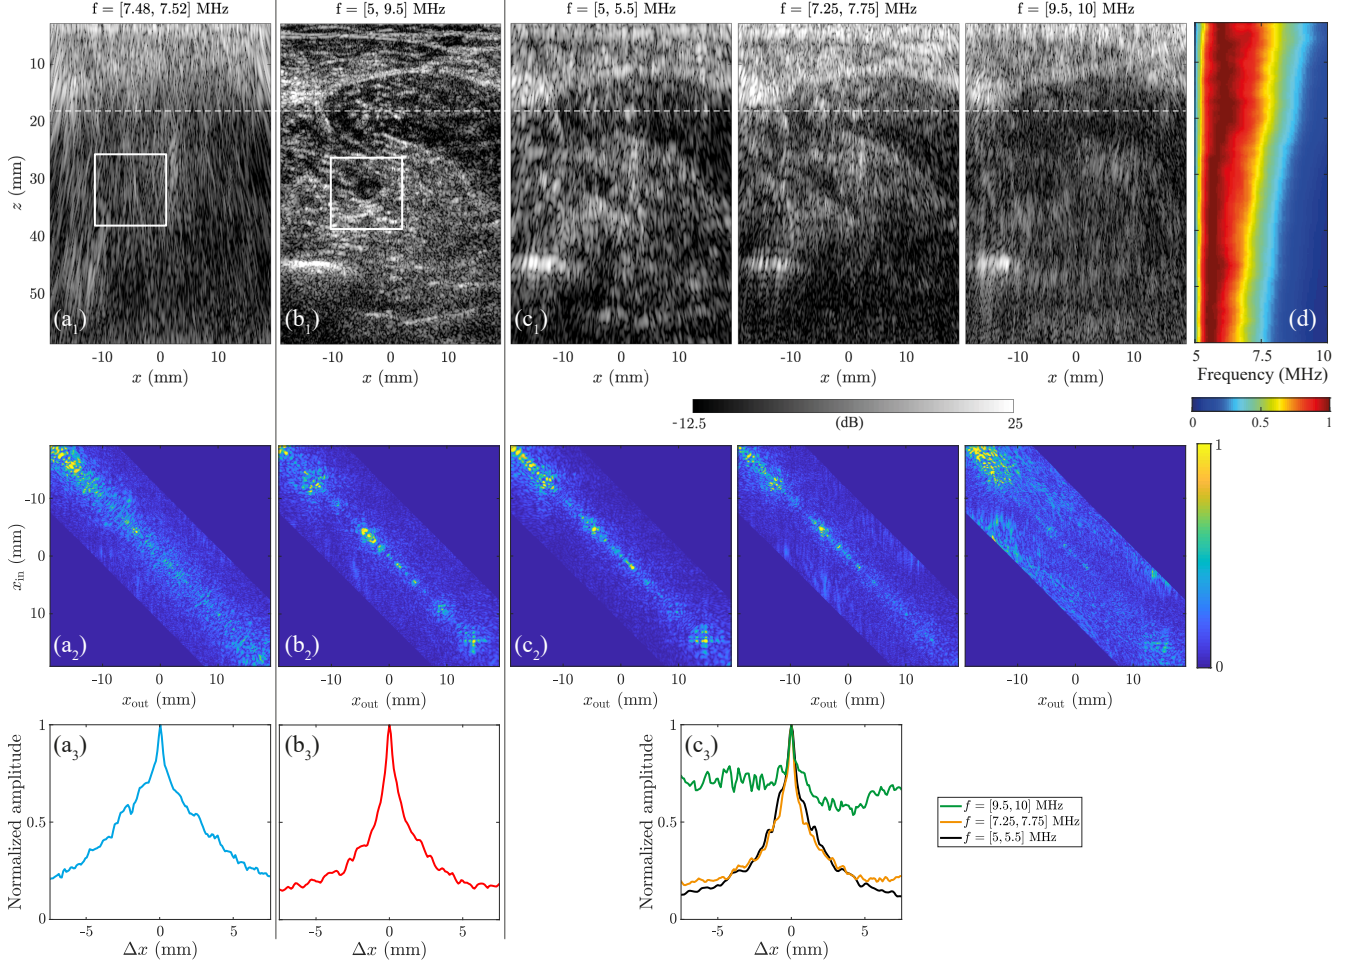 f = [7.48, 7.52] MHz
f = [5, 9.5] MHz
f = [5, 5.5] MHz
f = [7.25, 7.75] MHz
f = [9.5, 10] MHz
10
20
30
40
50
z (mm)
(a1)
(b1)
(c1)
(d)
-10 0 10
-10 0 10
-10 0 10
-10 0 10
-10 0 10
5 7.5 10
x (mm)
x (mm)
x (mm)
x (mm)
x (mm)
Frequency (MHz)
-12.5 (dB) 25
0 0.5 1
-10
0
10
xin (mm)
(a2)
(b2)
(c2)
1
0
-10 0 10
-10 0 10
-10 0 10
-10 0 10
-10 0 10
xout (mm)
xout (mm)
xout (mm)
xout (mm)
xout (mm)
1
0.5
0
Normalized amplitude
(a3)
-5 0 5
Δx (mm)
(b3)
-5 0 5
Δx (mm)
1
0.5
0
Normalized amplitude
(c3)
-5 0 5
Δx (mm)
f = [9.5, 10] MHz
f = [7.25, 7.75] MHz
f = [5, 5.5] MHz